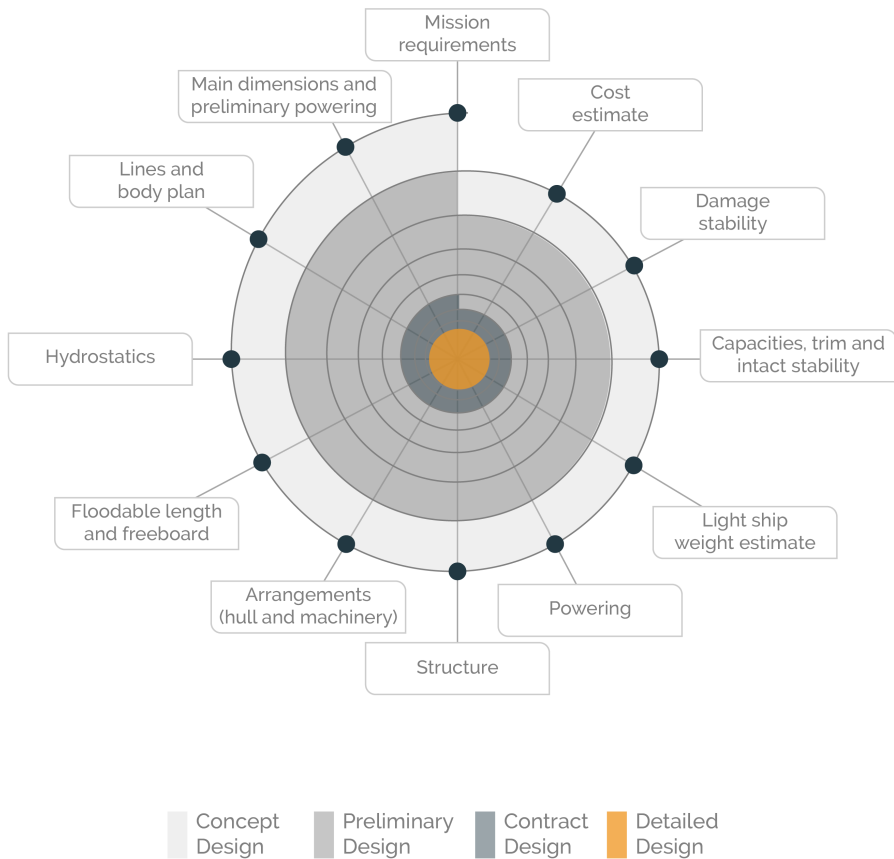 Mission
requirements
Main dimensions and
preliminary powering
Cost
estimate
Lines and
body plan
Damage
stability
Hydrostatics
Capacities, trim and
intact stability
Floodable length
and freeboard
Light ship
weight estimate
Arrangements
(hull and machinery)
Powering
Structure
Concept
Design
Preliminary
Design
Contract
Design
Detailed
Design